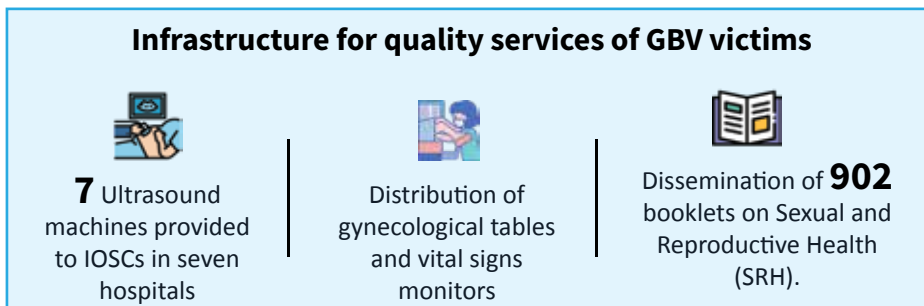 Infrastructure for quality services of GBV victims
7 Ultrasound
machines provided
to IOSCs in seven
hospitals
Distribution of
gynecological tables
and vital signs
monitors
Dissemination of 902
booklets on Sexual and
Reproductive Health
(SRH).